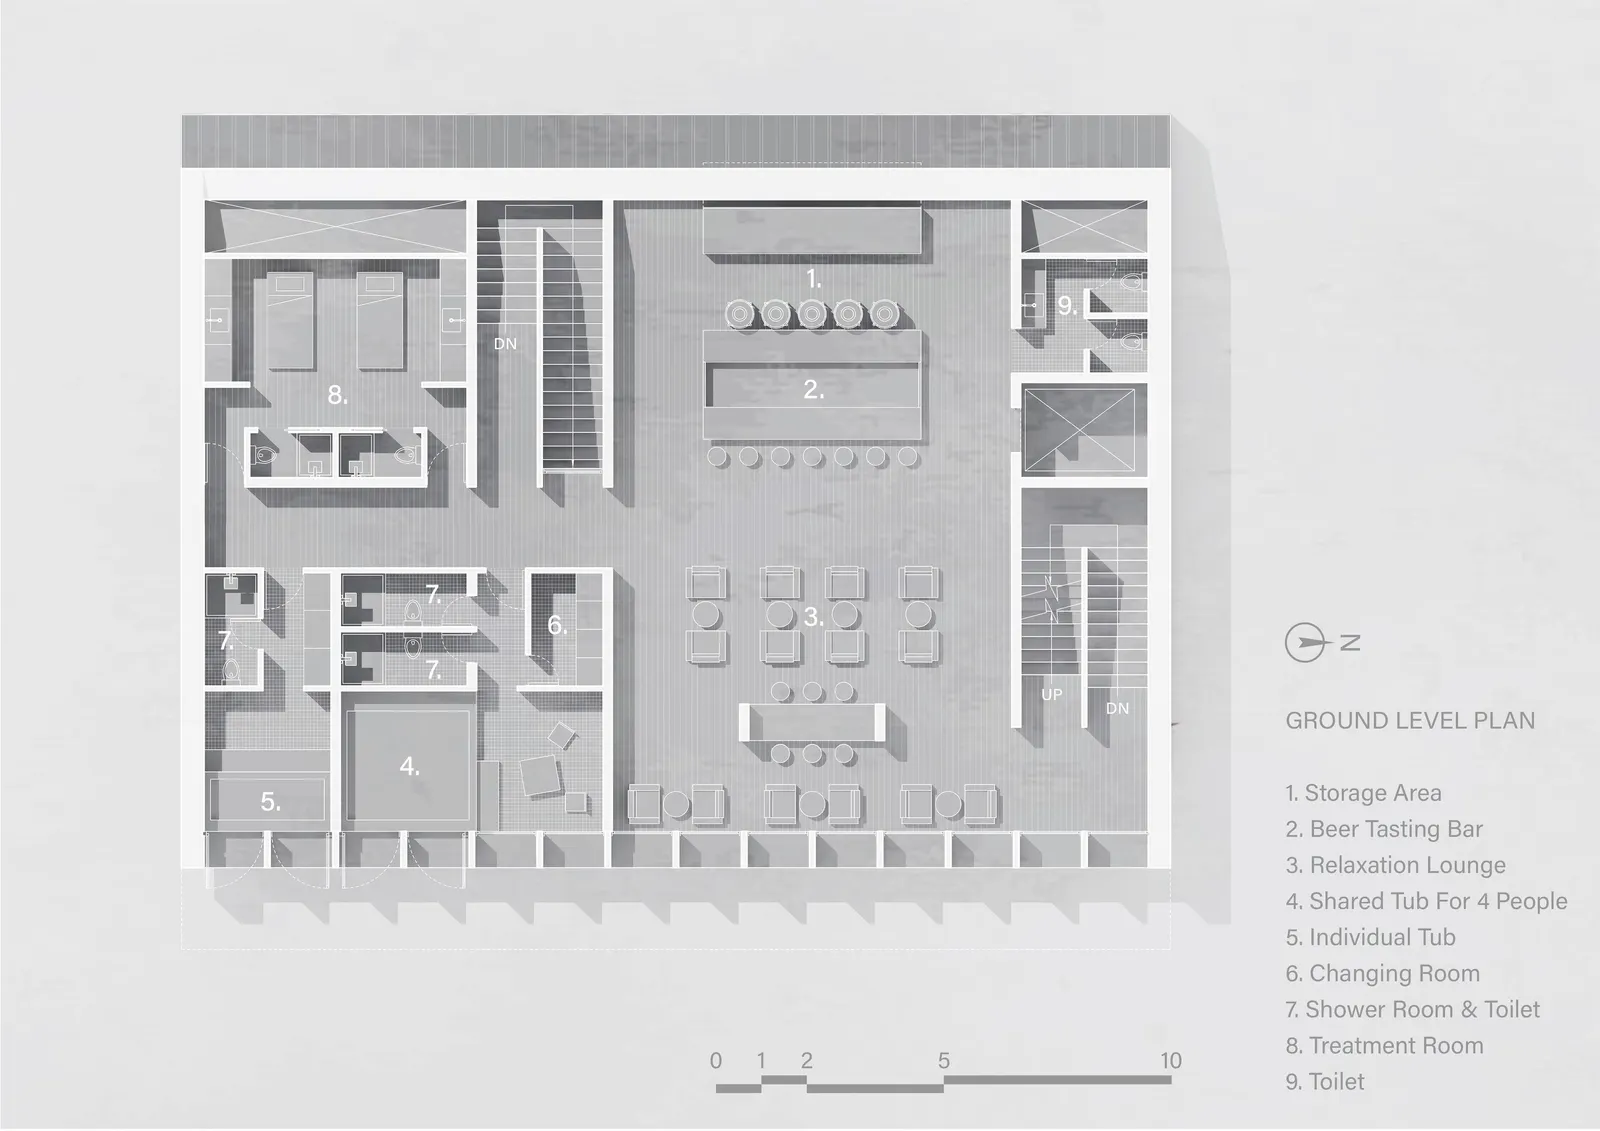 1.
9.
DN
2.
8.
3.
7.
6.
7.
7.
UP
DN
4.
5.
N
GROUND LEVEL PLAN
1. Storage Area
2. Beer Tasting Bar
3. Relaxation Lounge
4. Shared Tub For 4 People
5. Individual Tub
6. Changing Room
7. Shower Room & Toilet
8. Treatment Room
9. Toilet
0 1 2 5 10